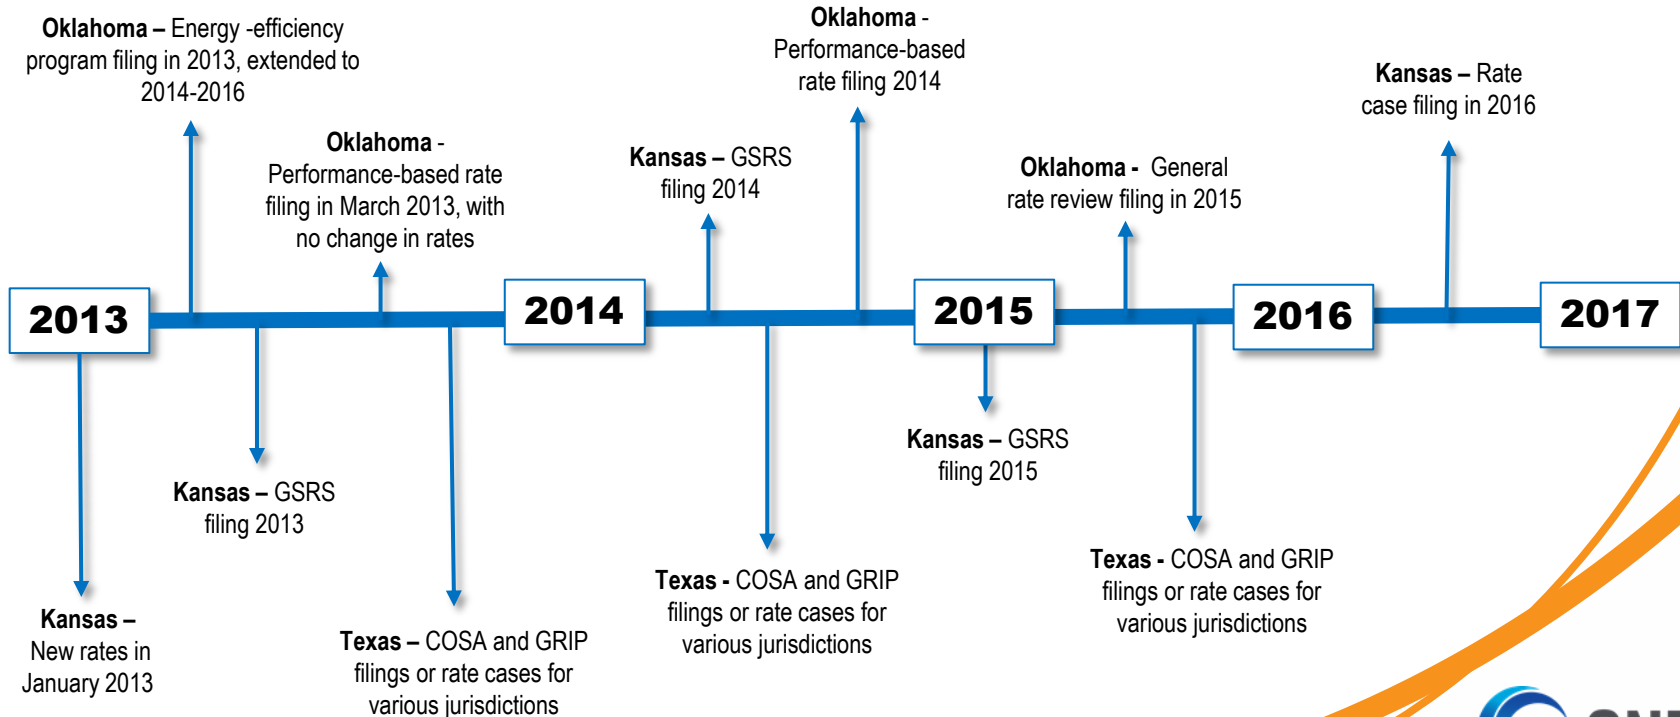 Oklahoma – Energy -efficiency
program filing in 2013, extended to
2014-2016
Oklahoma -
Performance-based rate
filing in March 2013, with
no change in rates
Kansas – GSRS
filing 2014
Oklahoma -
Performance-based
rate filing 2014
Oklahoma - General
rate review filing in 2015
Kansas – Rate
case filing in 2016
2013
2014
2015
2016
2017
Kansas –
New rates in
January 2013
Kansas – GSRS
filing 2013
Texas – COSA and GRIP
filings or rate cases for
various jurisdictions
Texas - COSA and GRIP
filings or rate cases for
various jurisdictions
Kansas – GSRS
filing 2015
Texas - COSA and GRIP
filings or rate cases for
various jurisdictions